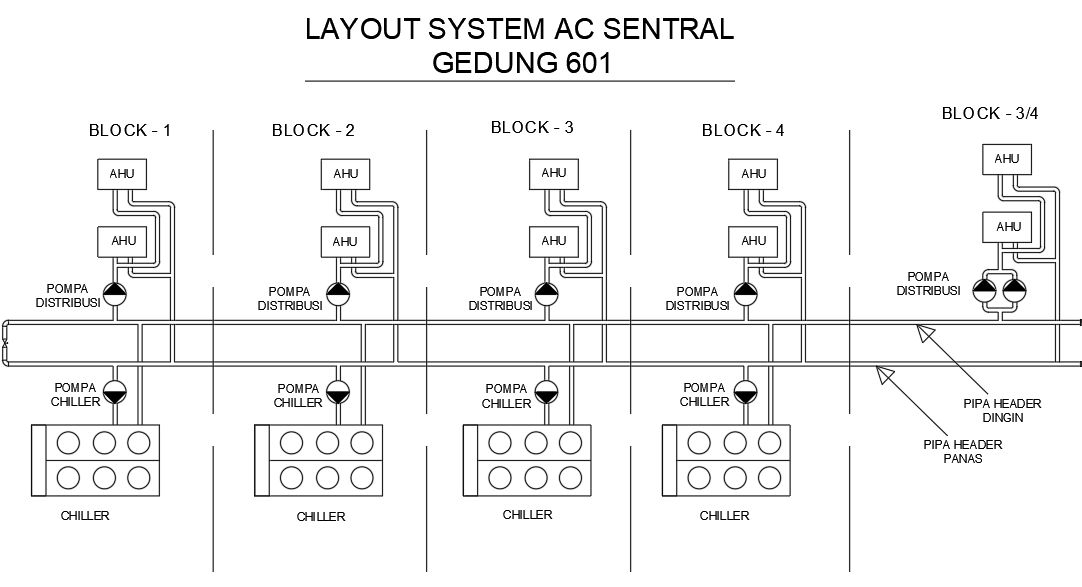 LAYOUT SYSTEM AC SENTRAL
GEDUNG 601
BLOCK - 1
BLOCK - 2
BLOCK - 3
BLOCK - 4
BLOCK - 3/4
AHU
AHU
AHU
AHU
AHU
AHU
AHU
AHU
AHU
AHU
POMPA
DISTRIBUSI
POMPA
DISTRIBUSI
POMPA
DISTRIBUSI
POMPA
DISTRIBUSI
POMPA
DISTRIBUSI
POMPA
CHILLER
POMPA
CHILLER
POMPA
CHILLER
POMPA
CHILLER
PIPA HEADER
DINGIN
PIPA HEADER
PANAS
CHILLER
CHILLER
CHILLER
CHILLER